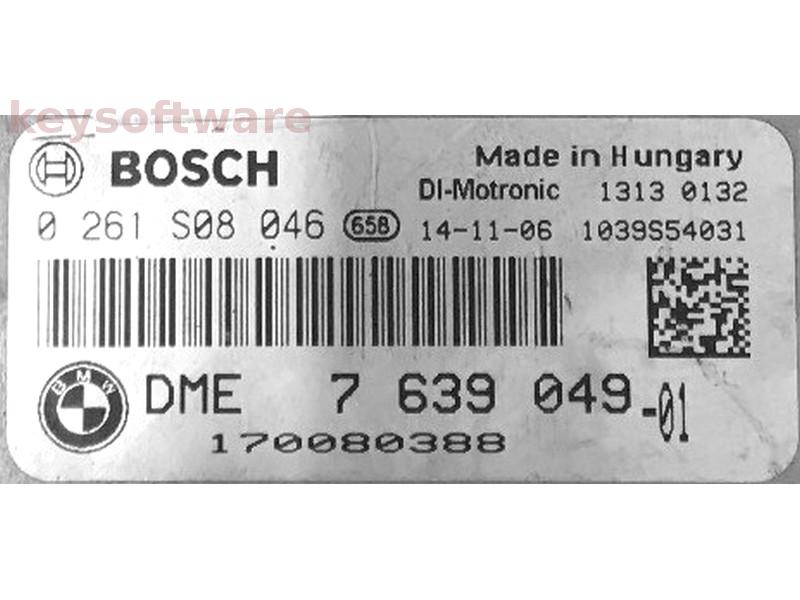 keysoftware
BOSCH
Made in Hungary
DI-Motronic 1313 0132
0 261 S08 046 658 14-11-06 1039S54031
BMW
DME 7 639 049-01
170080388